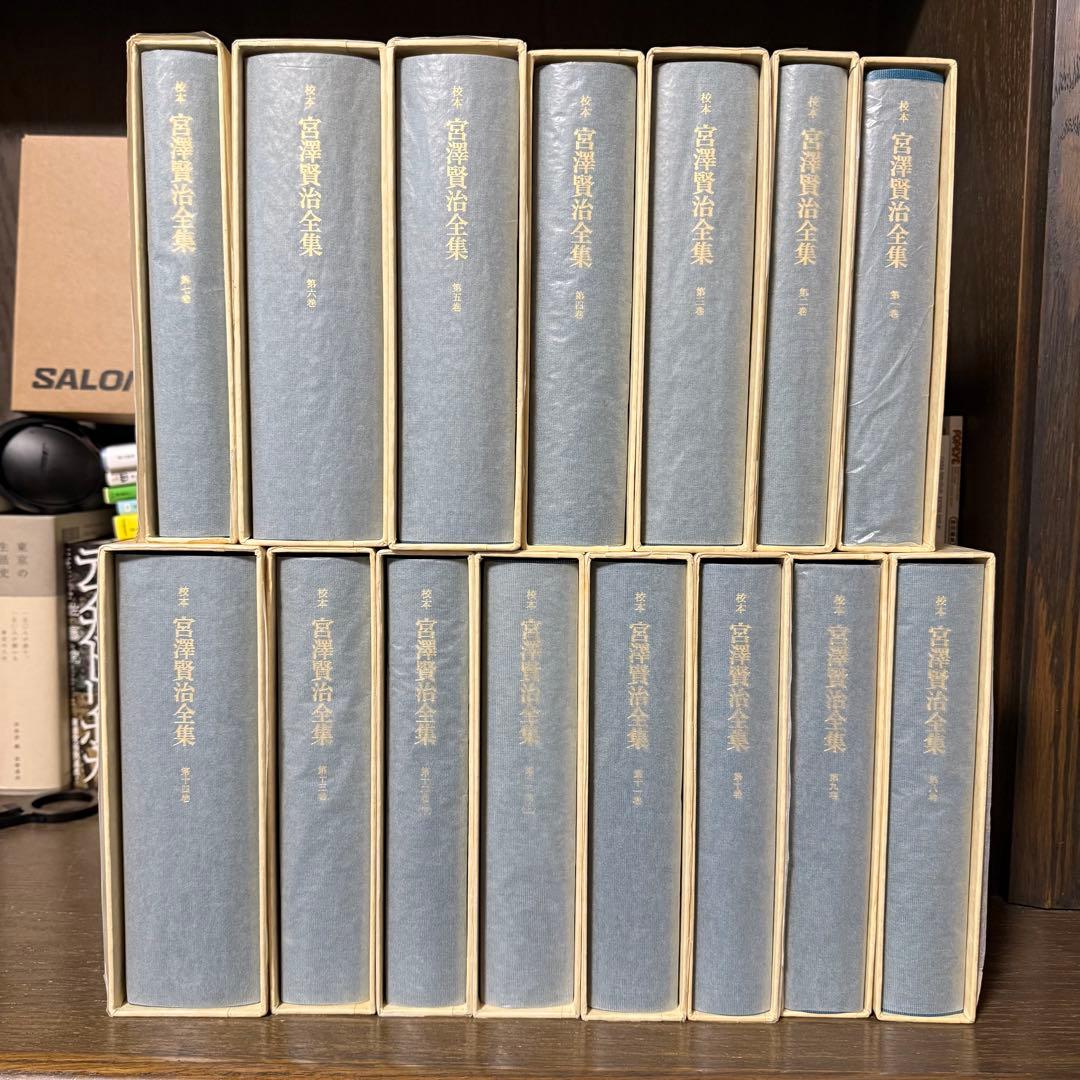 校本 宮澤賢治全集 第一巻
校本 宮澤賢治全集 第二巻
校本 宮澤賢治全集 第三巻
校本 宮澤賢治全集 第四巻
校本 宮澤賢治全集 第五巻
校本 宮澤賢治全集 第六巻
校本 宮澤賢治全集 第七巻
校本 宮澤賢治全集 第八巻
校本 宮澤賢治全集 第九巻
校本 宮澤賢治全集 第十巻
校本 宮澤賢治全集 第十一巻
校本 宮澤賢治全集
校本 宮澤賢治全集
校本 宮澤賢治全集 第十三巻
校本 宮澤賢治全集 第十四巻
SALO
東京の
生活史
POPEYE